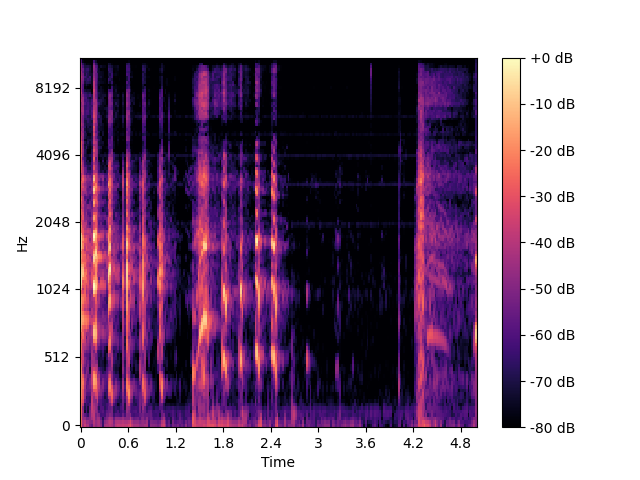 8192
4096
2048
1024
512
0
Hz
0 0.6 1.2 1.8 2.4 3 3.6 4.2 4.8
Time
+0 dB
-10 dB
-20 dB
-30 dB
-40 dB
-50 dB
-60 dB
-70 dB
-80 dB